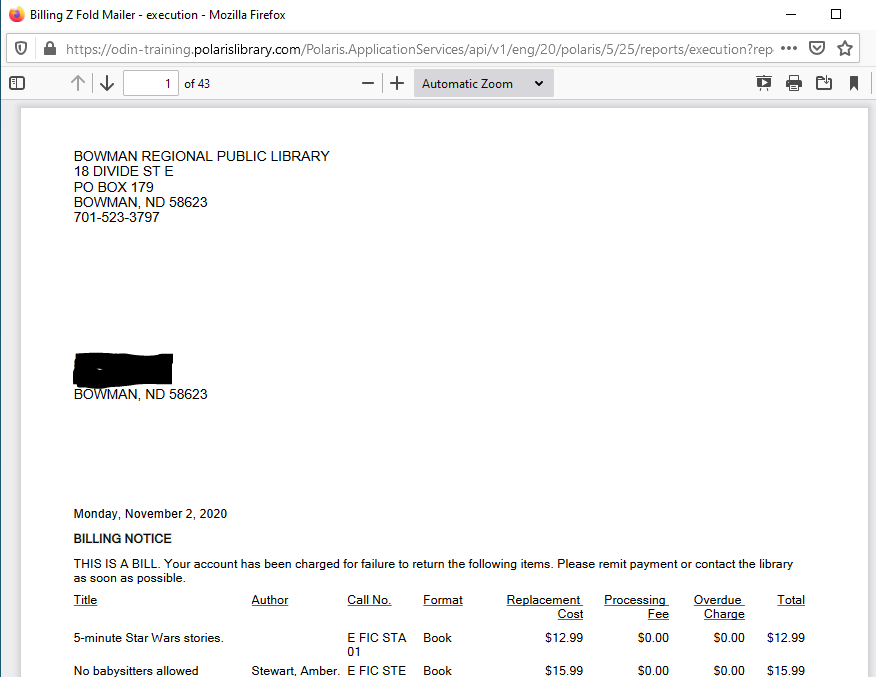 Billing Z Fold Mailer - execution - Mozilla Firefox
https://odin-training.polarislibrary.com/Polaris.ApplicationServices/api/v1/eng/20/polaris/5/25/reports/execution?rep
1 of 43
Automatic Zoom
BOWMAN REGIONAL PUBLIC LIBRARY
18 DIVIDE ST E
PO BOX 179
BOWMAN, ND 58623
701-523-3797
BOWMAN, ND 58623
Monday, November 2, 2020
BILLING NOTICE
THIS IS A BILL. Your account has been charged for failure to return the following items. Please remit payment or contact the library
as soon as possible.
Title Author Call No. Format Replacement Cost Processing Fee Overdue Charge Total
5-minute Star Wars stories. E FIC STA 01 Book $12.99 $0.00 $0.00 $12.99
No babysitters allowed Stewart, Amber. E FIC STE Book $15.99 $0.00 $0.00 $15.99